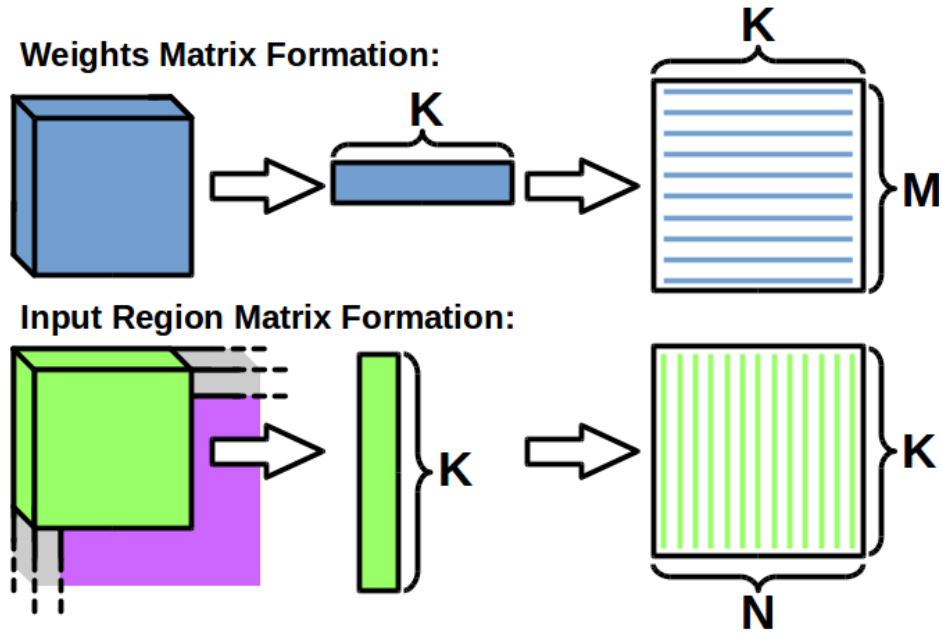 Weights Matrix Formation:
K
K
M
Input Region Matrix Formation:
K
K
N